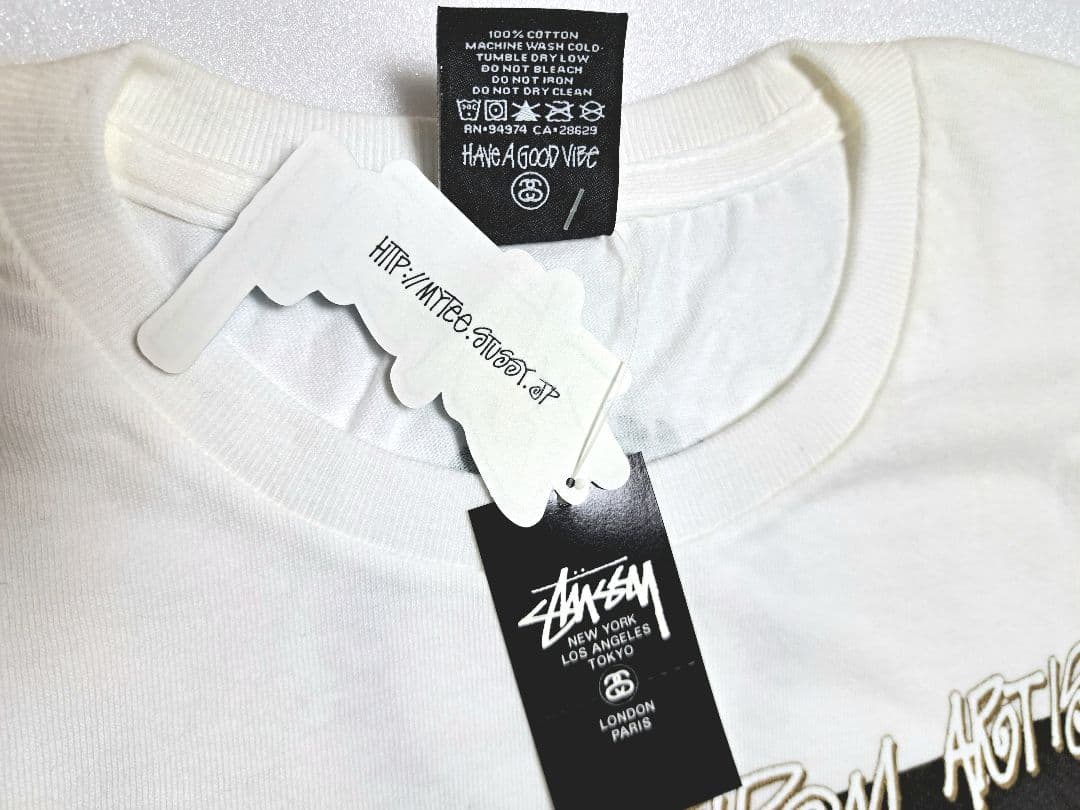 100% COTTON
MACHINE WASH COLD·
TUMBLE DRY LOW
DO NOT BLEACH
DO NOT IRON
DO NOT DRY CLEAN
RN·94974 CA·28629
HAVE A GOOD VIBE
HTTP://MYTEE.STUSSY.JP
STÜSSY
NEW YORK
LOS ANGELES
TOKYO
LONDON
PARIS